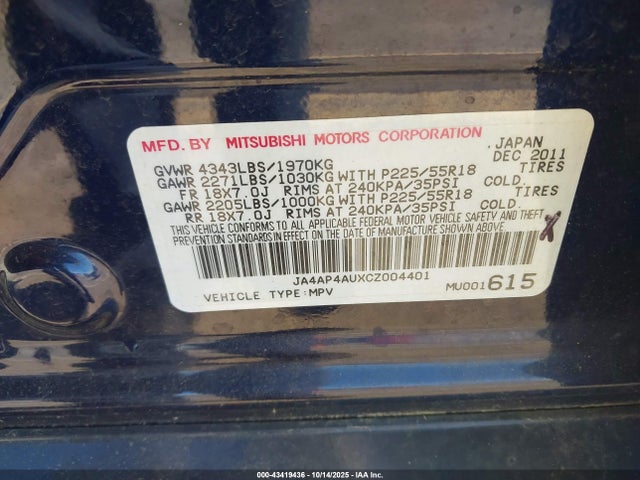 MFD. BY MITSUBISHI MOTORS CORPORATION JAPAN
GVWR 4343LBS/1970KG DEC 2011
GAWR 2271LBS/1030KG WITH P225/55R18 TIRES
FR 18X7.0J RIMS AT 240KPA/35PSI COLD
GAWR 2205LBS/1000KG WITH P225/55R18 TIRES
RR 18X7.0J RIMS AT 240KPA/35PSI COLD
THIS VEHICLE CONFORMS TO ALL APPLICABLE FEDERAL MOTOR VEHICLE SAFETY AND THEFT
PREVENTION STANDARDS IN EFFECT ON THE DATE OF MANUFACTURE SHOWN ABOVE.
JA4AP4AUXCZ004401
VEHICLE TYPE:MPV MU001615
000-43419436 - 10/14/2025 - IAA Inc.